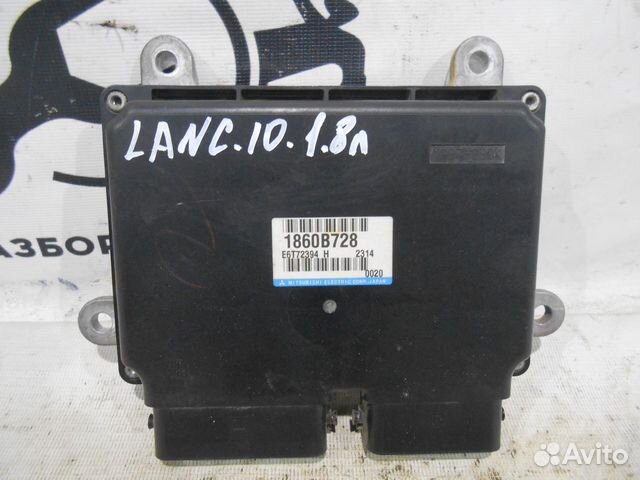 LANC.10.1.8л
РАЗБОР
1860B728
E6T72394 H 2314
0020
MITSUBISHI ELECTRIC CORP. JAPAN
Avito